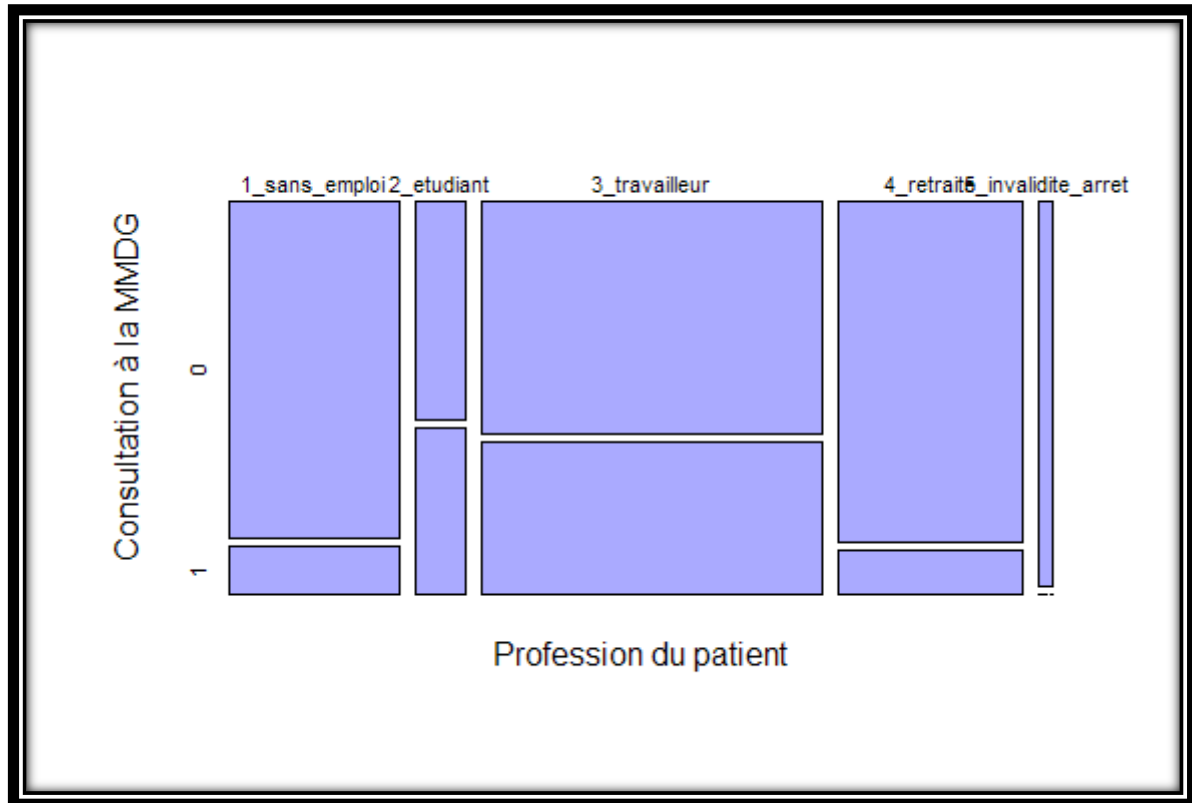 1_sans_emploi 2_etudiant 3_travailleur 4_retraite 5_invalidite_arret
Consultation à la MMDG
0
1
Profession du patient